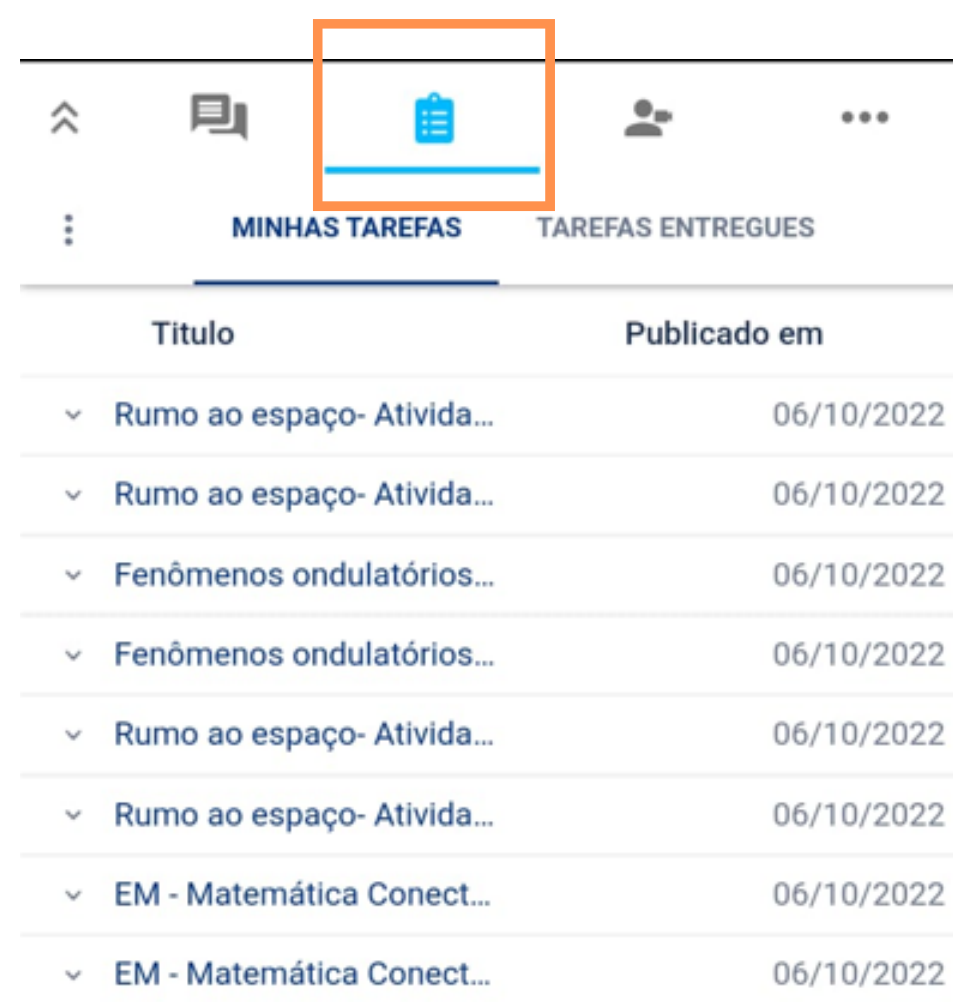 MINHAS TAREFAS TAREFAS ENTREGUES
Titulo Publicado em
Rumo ao espaço- Ativida... 06/10/2022
Rumo ao espaço- Ativida... 06/10/2022
Fenômenos ondulatórios... 06/10/2022
Fenômenos ondulatórios... 06/10/2022
Rumo ao espaço- Ativida... 06/10/2022
Rumo ao espaço- Ativida... 06/10/2022
EM - Matemática Conect... 06/10/2022
EM - Matemática Conect... 06/10/2022